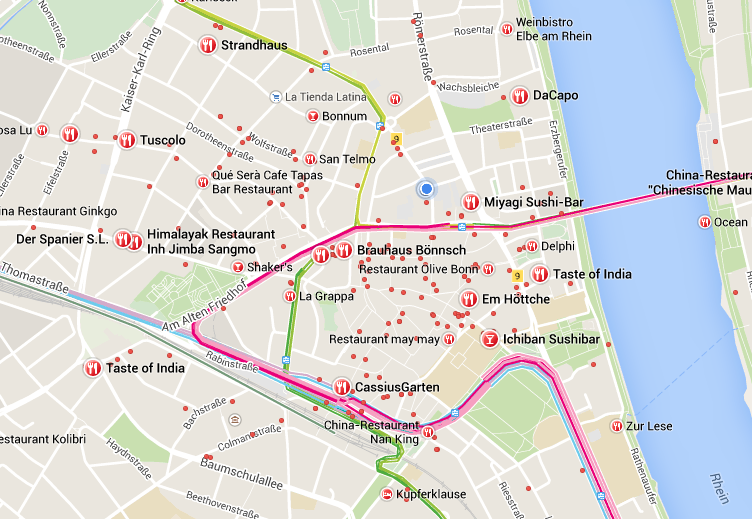 Nonnstraße
Ellerstraße
Kaiser-Karl-Ring
Strandhaus
Rosental
Römerstraße
Rosental
Weinbistro
Elbe am Rhein
Wachsbleiche
DaCapo
La Tienda Latina
Bonnum
Theaterstraße
Erzbergerufer
9
osa Lu
Tuscolo
Dorotheenstraße
Wolfstraße
San Telmo
Eifelstraße
Qué Serà Cafe Tapas
Bar Restaurant
China-Restaura
"Chinesische Mau
Miyagi Sushi-Bar
ina Restaurant Ginkgo
Ocean
Der Spanier S.L.
Himalayak Restaurant
Inh Jimba Sangmo
Brauhaus Bönnsch
Delphi
Shaker's
Restaurant Olive Bonn
9
Taste of India
Thomastraße
La Grappa
Em Höttche
Am Alten Friedhof
Restaurant may may
Ichiban Sushibar
Rabinstraße
Taste of India
CassiusGarten
Bachstraße
China-Restaurant
Nan King
Zur Lese
estaurant Kolibri
Colmantstraße
Haydnstraße
Baumschulallee
Rathenauufer
Rhein
Kupferklause
Beethovenstraße
Riesstraße